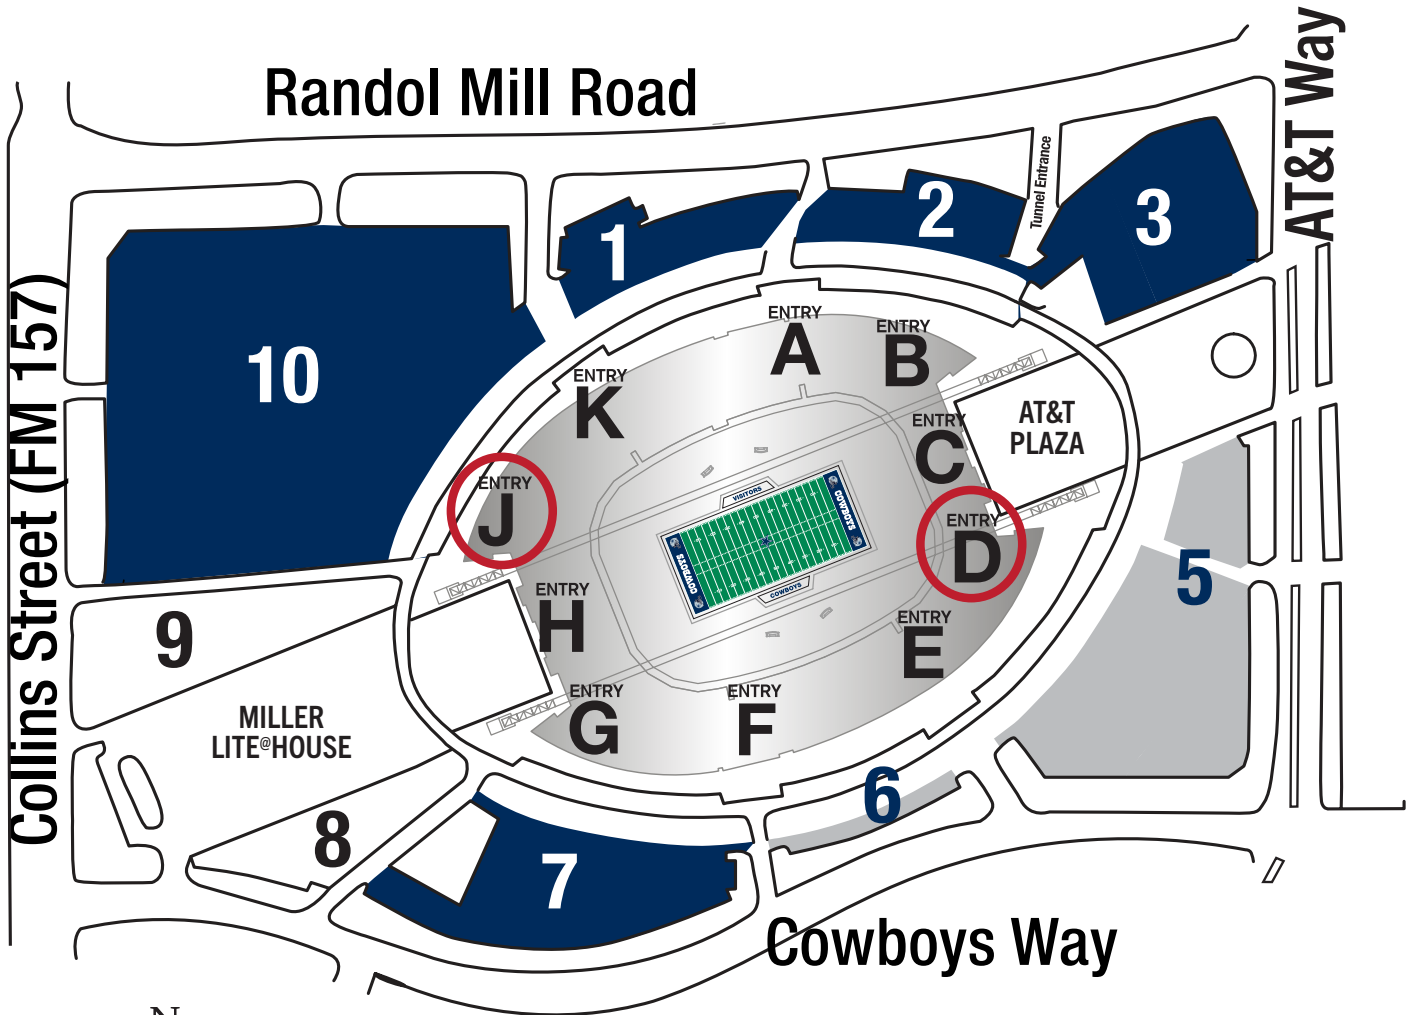 Randol Mill Road
AT&T Way
Tunnel Entrance
Collins Street (FM 157)
1
2
3
10
ENTRY
A
ENTRY
B
ENTRY
K
ENTRY
C
AT&T
PLAZA
ENTRY
J
VISITORS
COWBOYS
COWBOYS
COWBOYS
ENTRY
D
5
ENTRY
H
ENTRY
E
9
ENTRY
G
ENTRY
F
MILLER
LITE®HOUSE
6
8
7
Cowboys Way
N